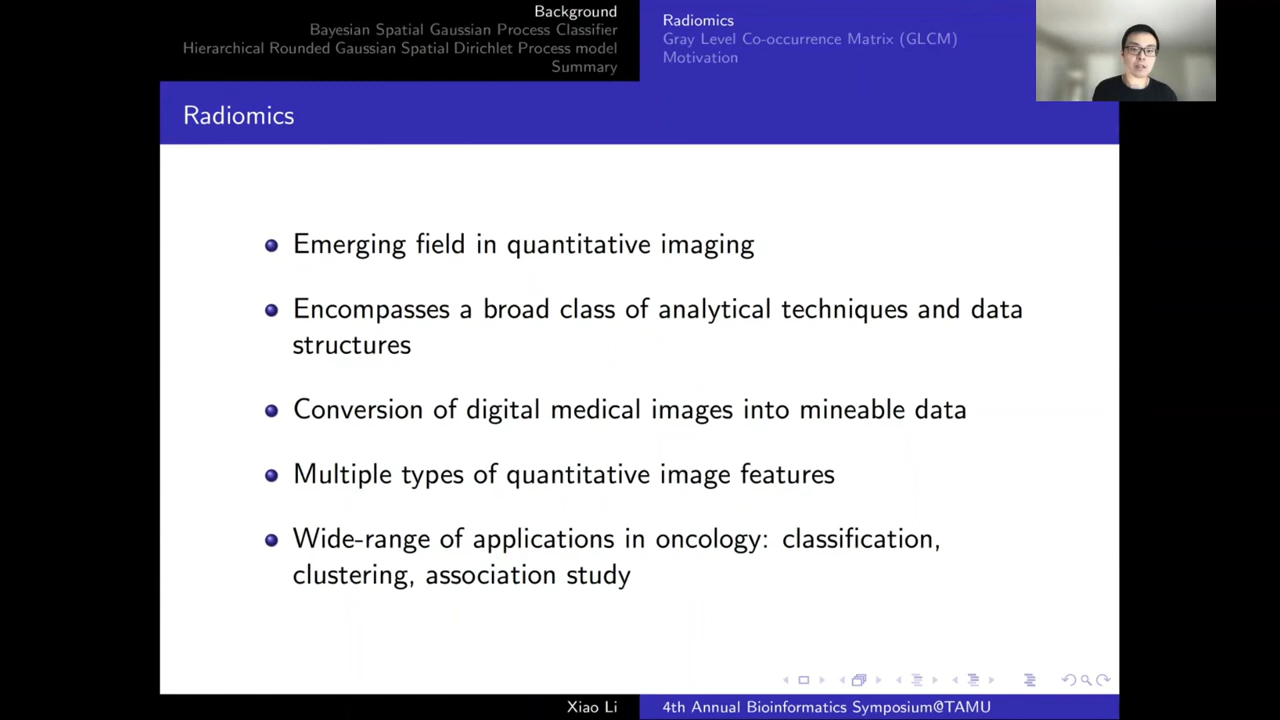 Background
Bayesian Spatial Gaussian Process Classifier
Hierarchical Rounded Gaussian Spatial Dirichlet Process model
Summary
Radiomics
Gray Level Co-occurrence Matrix (GLCM)
Motivation
Radiomics
Emerging field in quantitative imaging
Encompasses a broad class of analytical techniques and data
structures
Conversion of digital medical images into mineable data
Multiple types of quantitative image features
Wide-range of applications in oncology: classification,
clustering, association study
Xiao Li
4th Annual Bioinformatics Symposium@TAMU